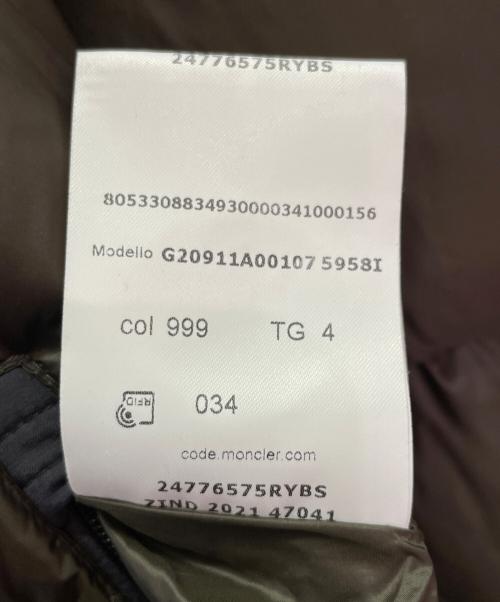 24776575RYBS
8053308834930000341000156
Modello G20911A00107 5958I
col 999 TG 4
RFID
034
code.moncler.com
24776575RYBS
ZIND 2021 47041